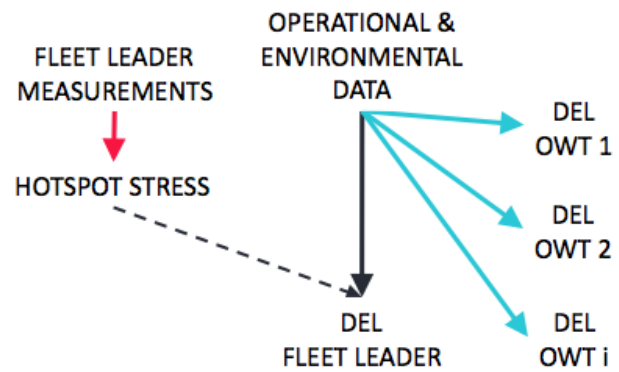 FLEET LEADER
MEASUREMENTS
HOTSPOT STRESS
OPERATIONAL &
ENVIRONMENTAL
DATA
DEL
FLEET LEADER
DEL
OWT 1
DEL
OWT 2
DEL
OWT i